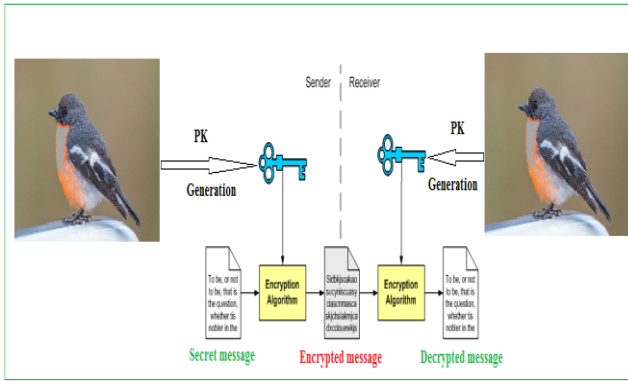 Sender
Receiver
PK
Generation
PK
Generation
To be, or not
to be, that is
the question,
whether tis
nobler in the
Encryption
Algorithm
Encryption
Algorithm
To be, or not
to be, that is
the question,
whether tis
nobler in the
Secret message
Encrypted message
Decrypted message